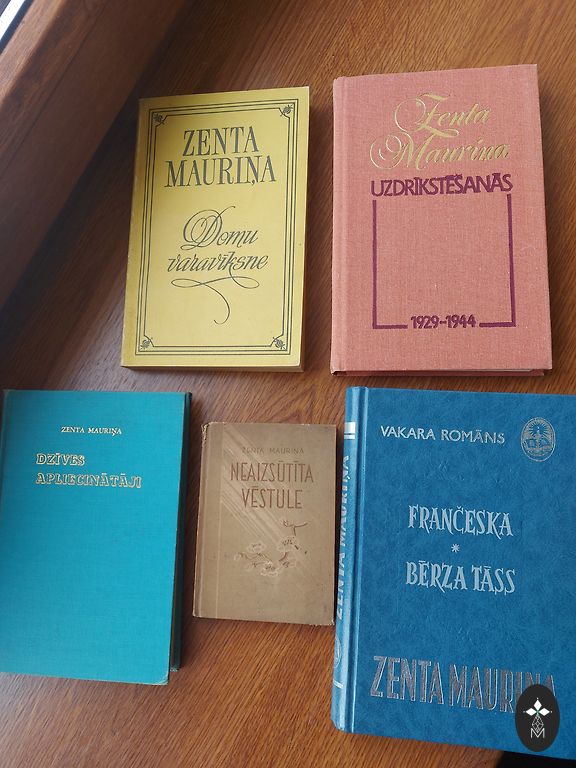 ZENTA
MAURIŅA
Domu
varavīksne
Zenta
Mauriņa
UZDRĪKSTĒŠANĀS
1929-1944
ZENTA MAURIŅA
DZĪVES
APLIECINĀTĀJI
ZENTA MAURIŅA
NEAIZSŪTĪTA
VĒSTULE
ZENTA MAURIŅA
VAKARA ROMĀNS
FRANČESKA
*
BĒRZA TĀSS
ZENTA MAURIŅA
M